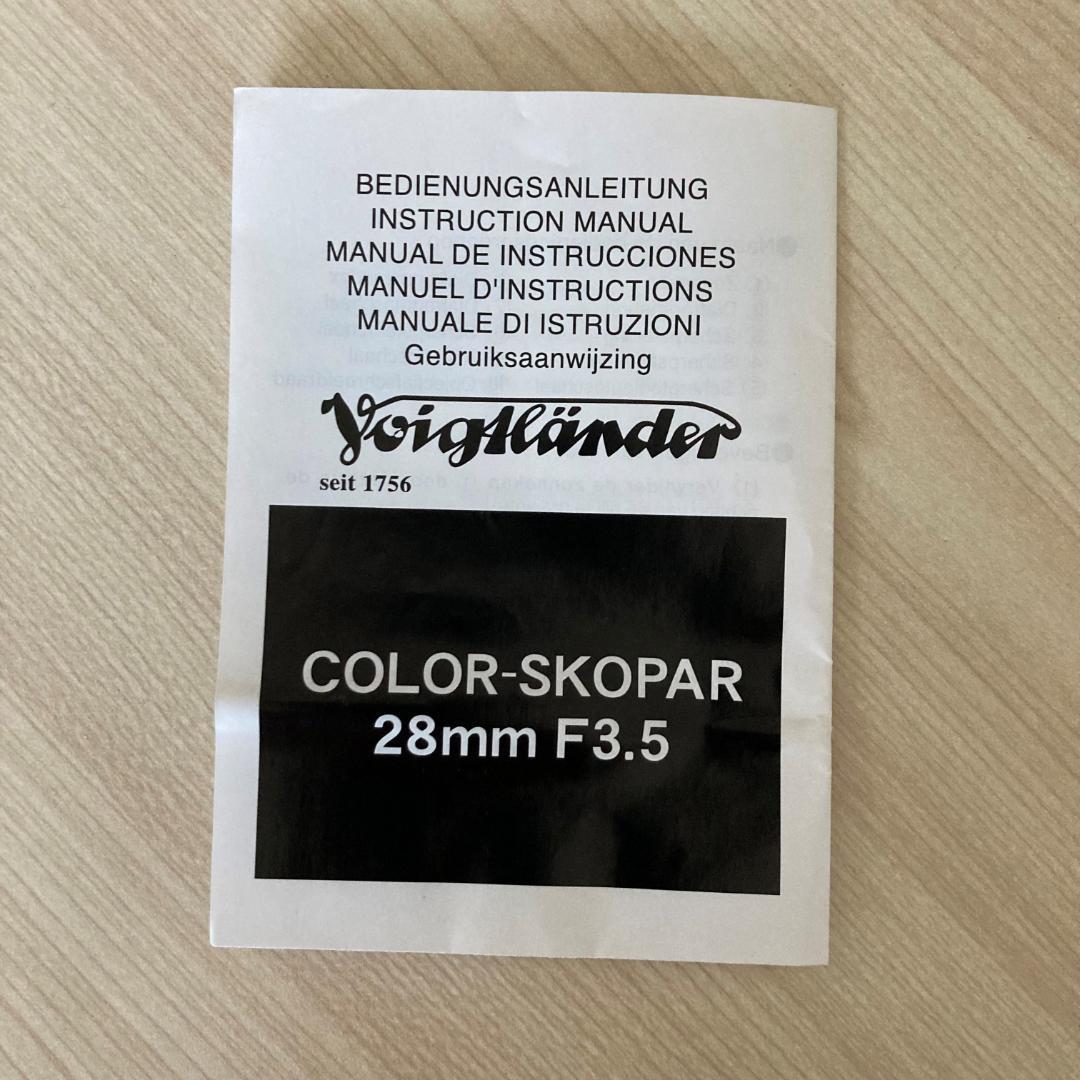 BEDIENUNGSANLEITUNG
INSTRUCTION MANUAL
MANUAL DE INSTRUCCIONES
MANUEL D'INSTRUCTIONS
MANUALE DI ISTRUZIONI
Gebruiksaanwijzing
Voigtländer
seit 1756
COLOR-SKOPAR
28mm F3.5